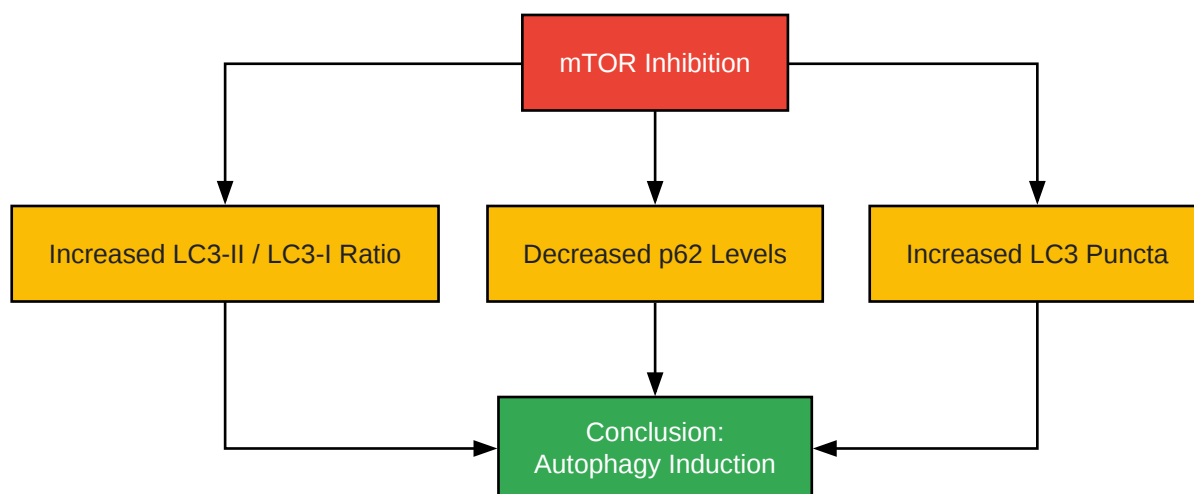 mTOR Inhibition
Increased LC3-II / LC3-I Ratio
Decreased p62 Levels
Increased LC3 Puncta
Conclusion:
Autophagy Induction